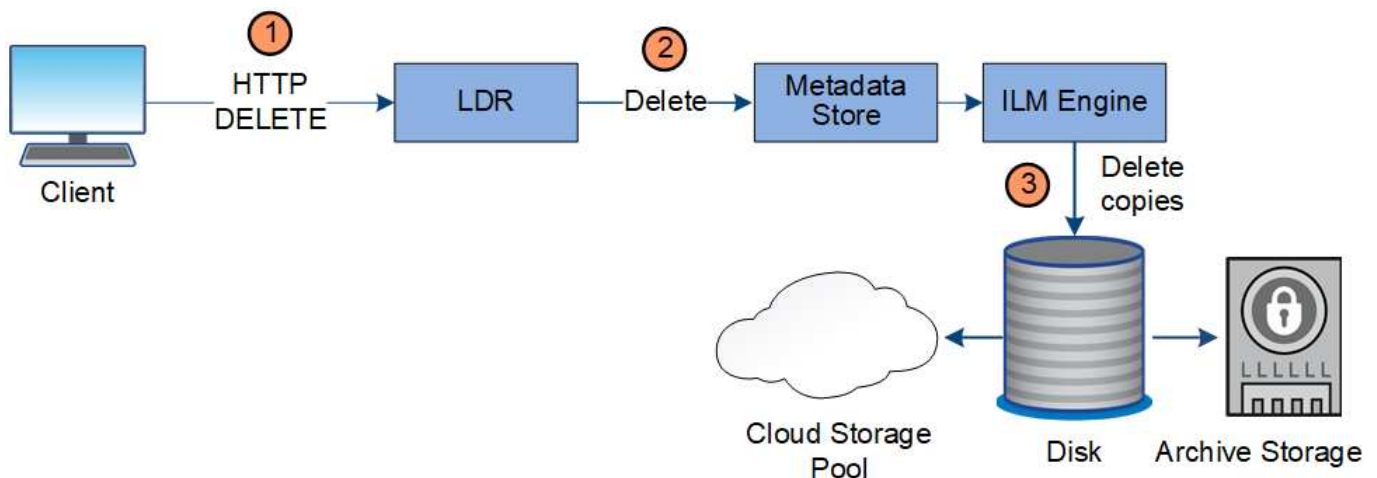 1
HTTP
DELETE
Client
LDR
2
Delete
Metadata
Store
ILM Engine
3
Delete
copies
Cloud Storage
Pool
Disk
LLLLLL
Archive Storage